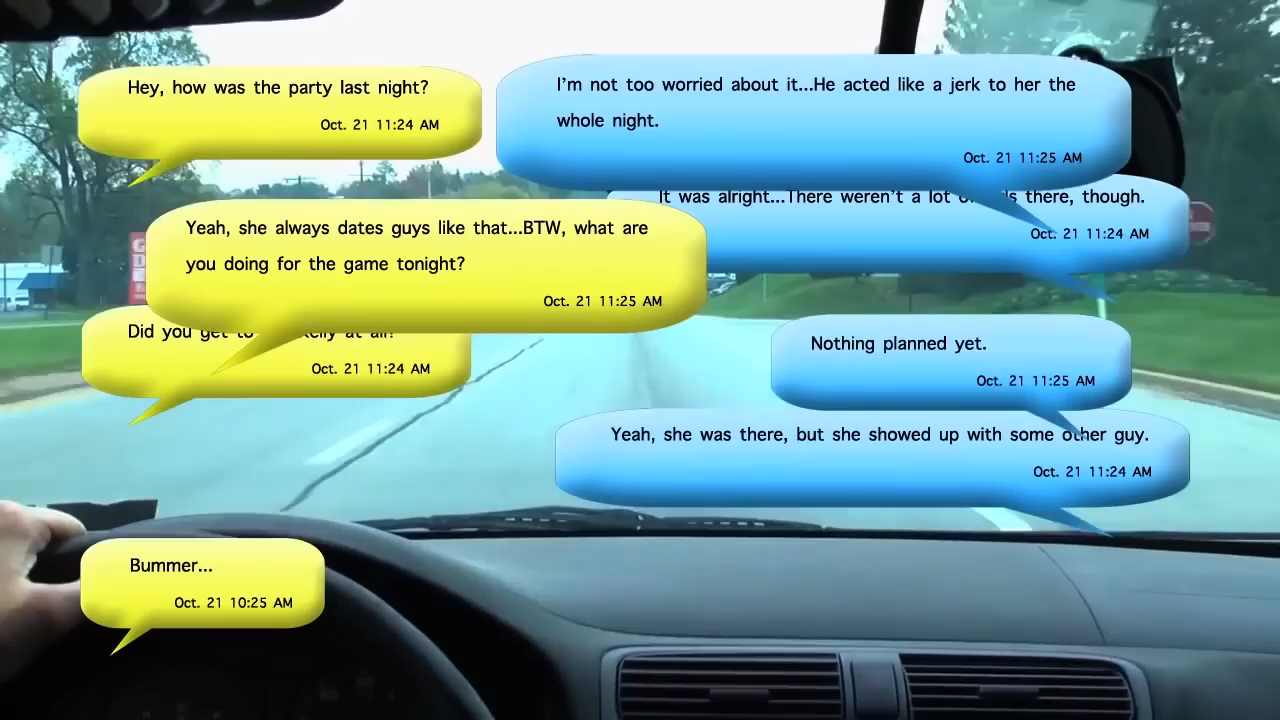 Hey, how was the party last night?
Oct. 21 11:24 AM
I'm not too worried about it...He acted like a jerk to her the
whole night.
Oct. 21 11:25 AM
It was alright...There weren't a lot there, though.
Oct. 21 11:24 AM
Yeah, she always dates guys like that...BTW, what are
you doing for the game tonight?
Oct. 21 11:25 AM
Did you get to at all?
Oct. 21 11:24 AM
Nothing planned yet.
Oct. 21 11:25 AM
Yeah, she was there, but she showed up with some other guy.
Oct. 21 11:24 AM
Bummer...
Oct. 21 10:25 AM